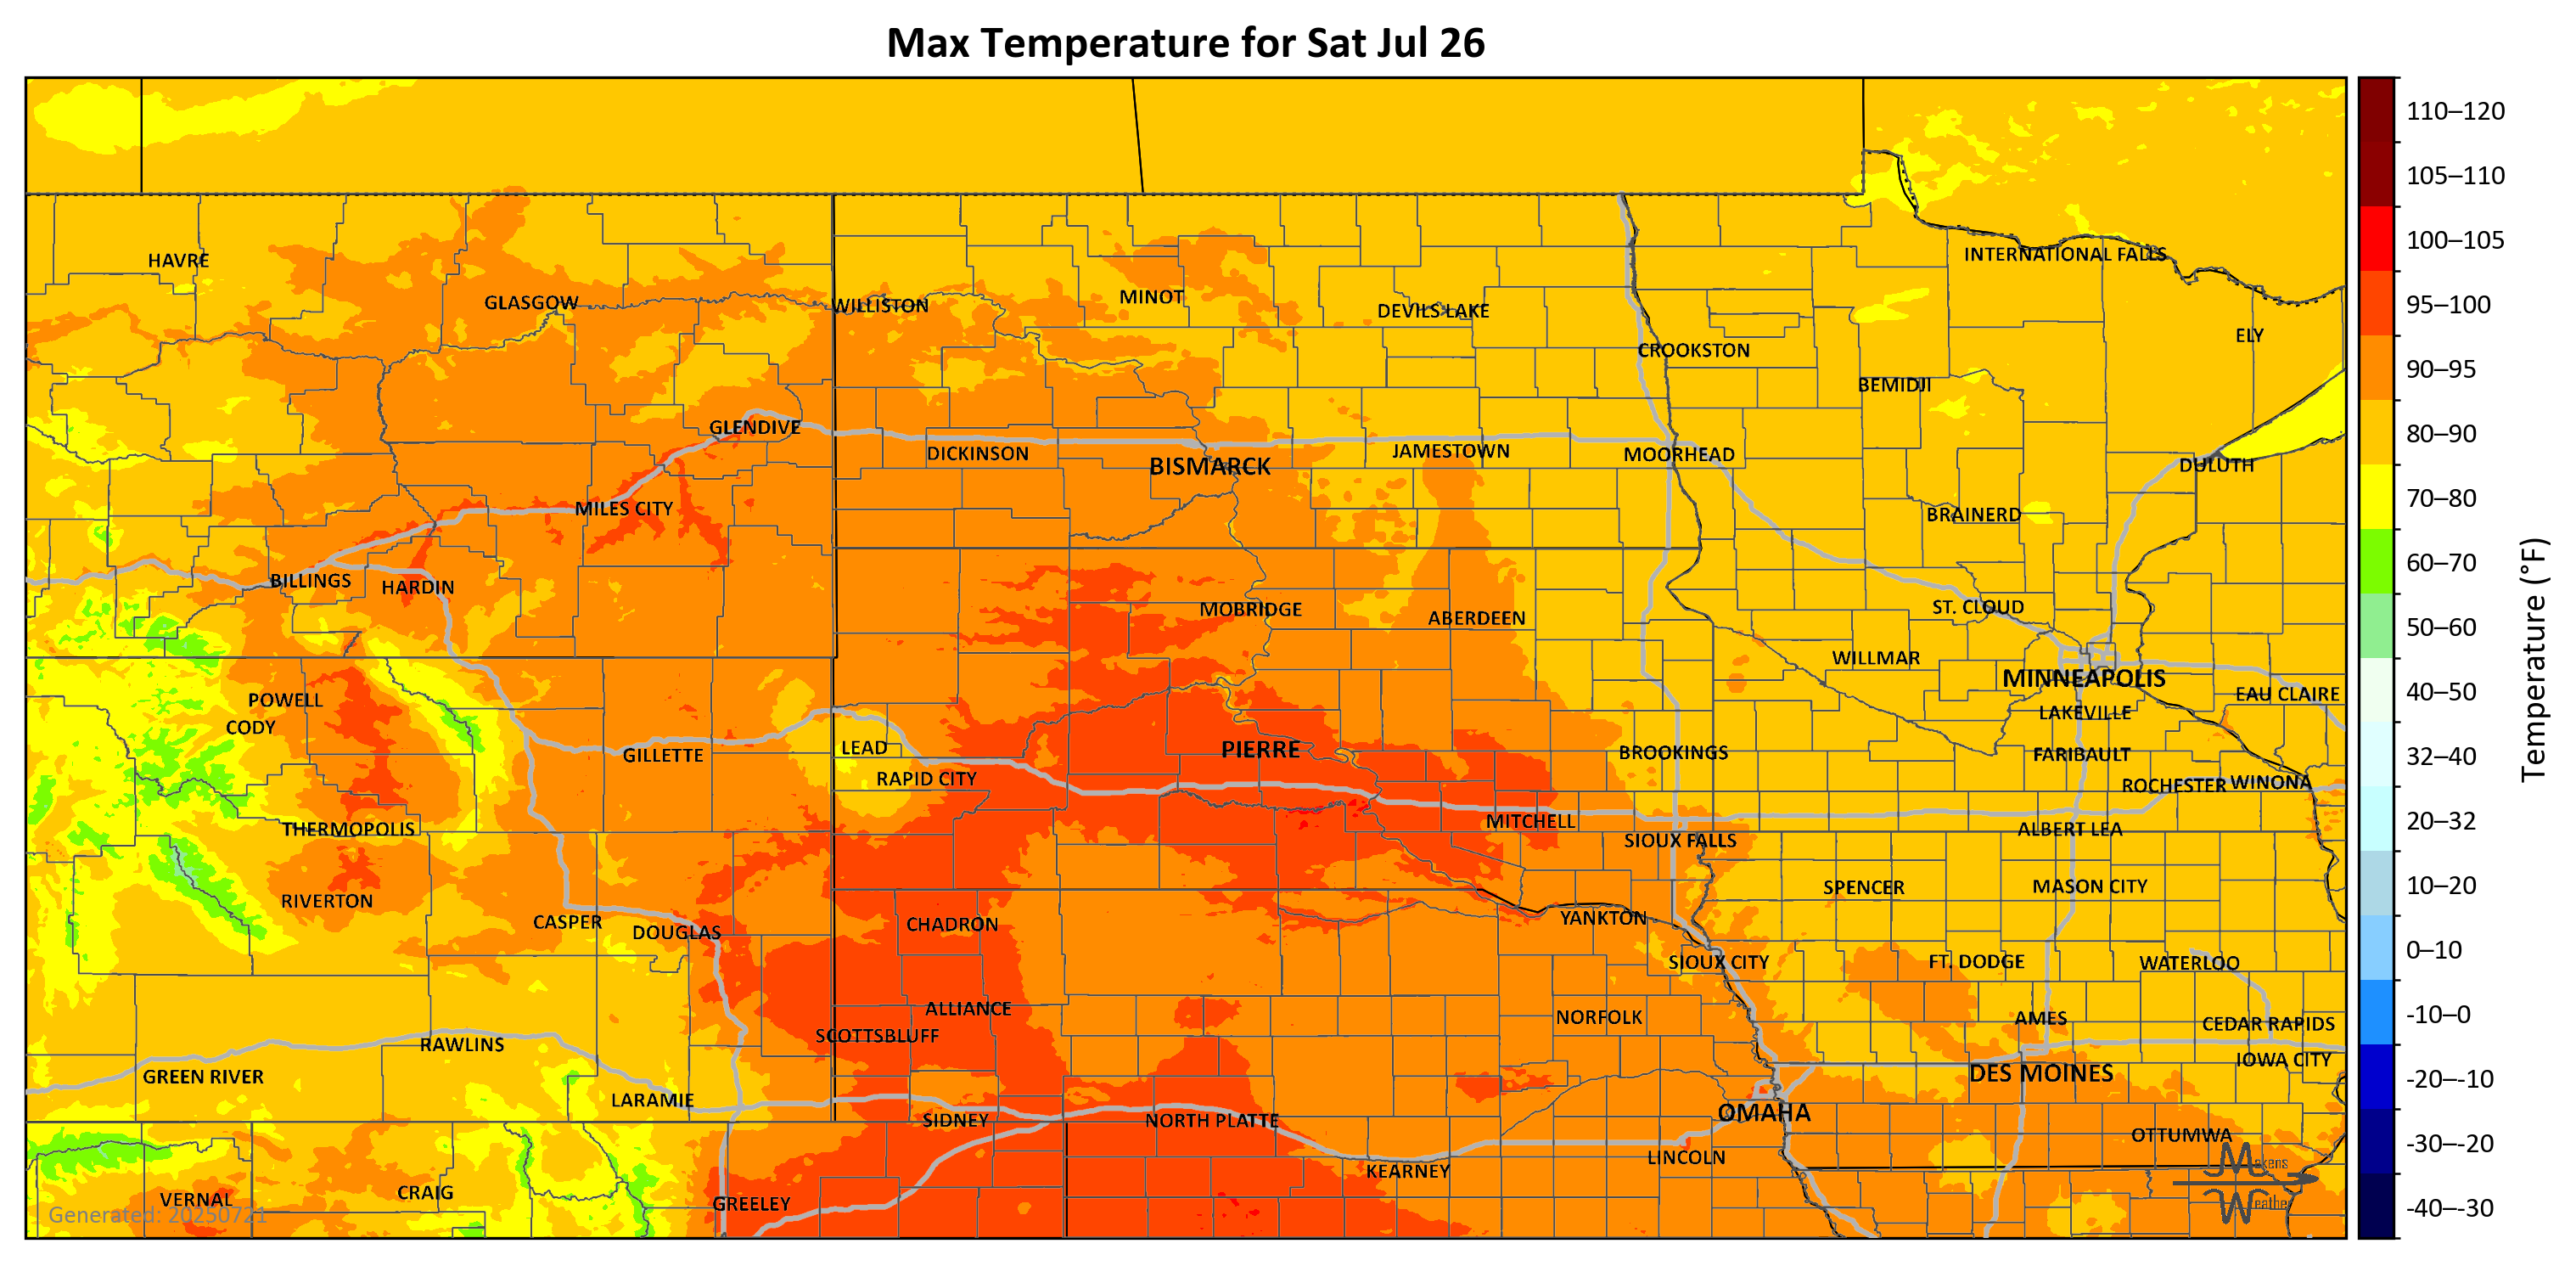 Max Temperature for Sat Jul 26
110–120
105–110
100–105
95–100
90–95
80–90
70–80
60–70
50–60
40–50
32–40
20–32
10–20
0–10
-10–0
-20–-10
-30–-20
-40–-30
Temperature (°F)
HAVRE
INTERNATIONAL FALLS
GLASGOW
WILLISTON
MINOT
DEVILS LAKE
ELY
CROOKSTON
BEMIDJI
GLENDIVE
DICKINSON
BISMARCK
JAMESTOWN
MOORHEAD
DULUTH
MILES CITY
BRAINERD
BILLINGS
HARDIN
MOBRIDGE
ABERDEEN
ST. CLOUD
WILLMAR
MINNEAPOLIS
EAU CLAIRE
POWELL
CODY
LAKEVILLE
GILLETTE
LEAD
PIERRE
BROOKINGS
FARIBAULT
RAPID CITY
ROCHESTER
WINONA
THERMOPOLIS
MITCHELL
SIOUX FALLS
ALBERT LEA
RIVERTON
SPENCER
MASON CITY
CASPER
DOUGLAS
CHADRON
YANKTON
SIOUX CITY
FT. DODGE
WATERLOO
ALLIANCE
NORFOLK
AMES
CEDAR RAPIDS
SCOTTSBLUFF
RAWLINS
IOWA CITY
GREEN RIVER
DES MOINES
LARAMIE
SIDNEY
NORTH PLATTE
OMAHA
OTTUMWA
KEARNEY
LINCOLN
VERNAL
CRAIG
GREELEY
Generated: 20250721
Makens
Weather